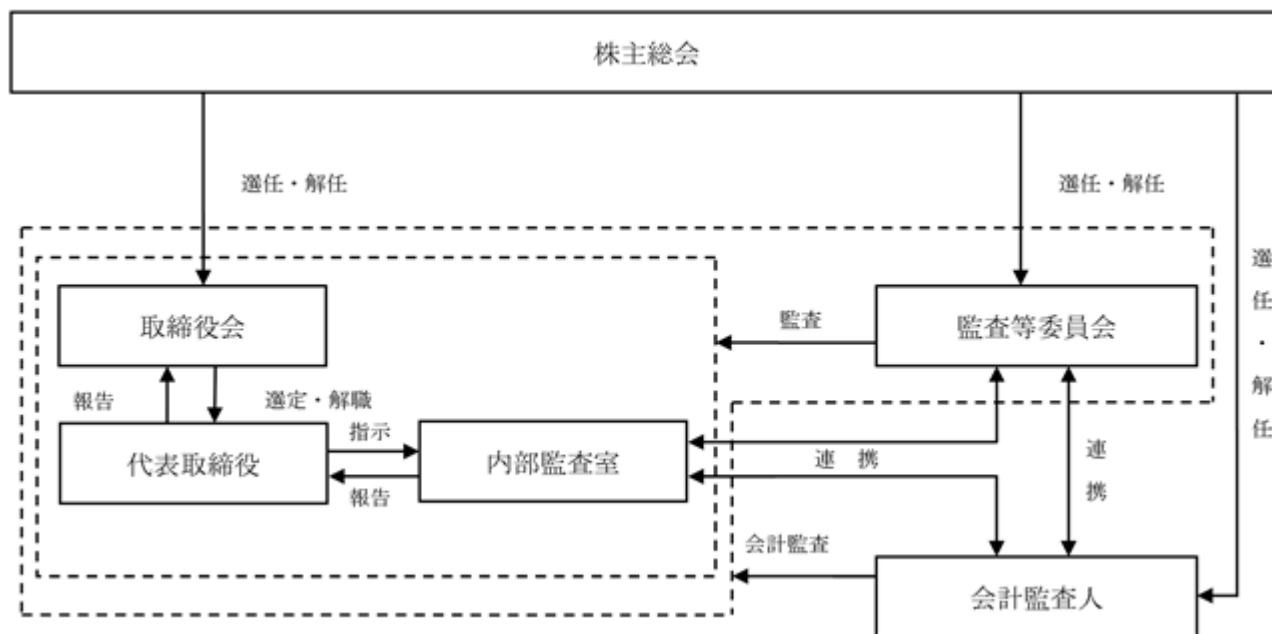 株主総会
選任・解任
選任・解任
選任・解任
取締役会
監査
監査等委員会
報告
選定・解職
代表取締役
指示
報告
内部監査室
連 携
連携
会計監査
会計監査人